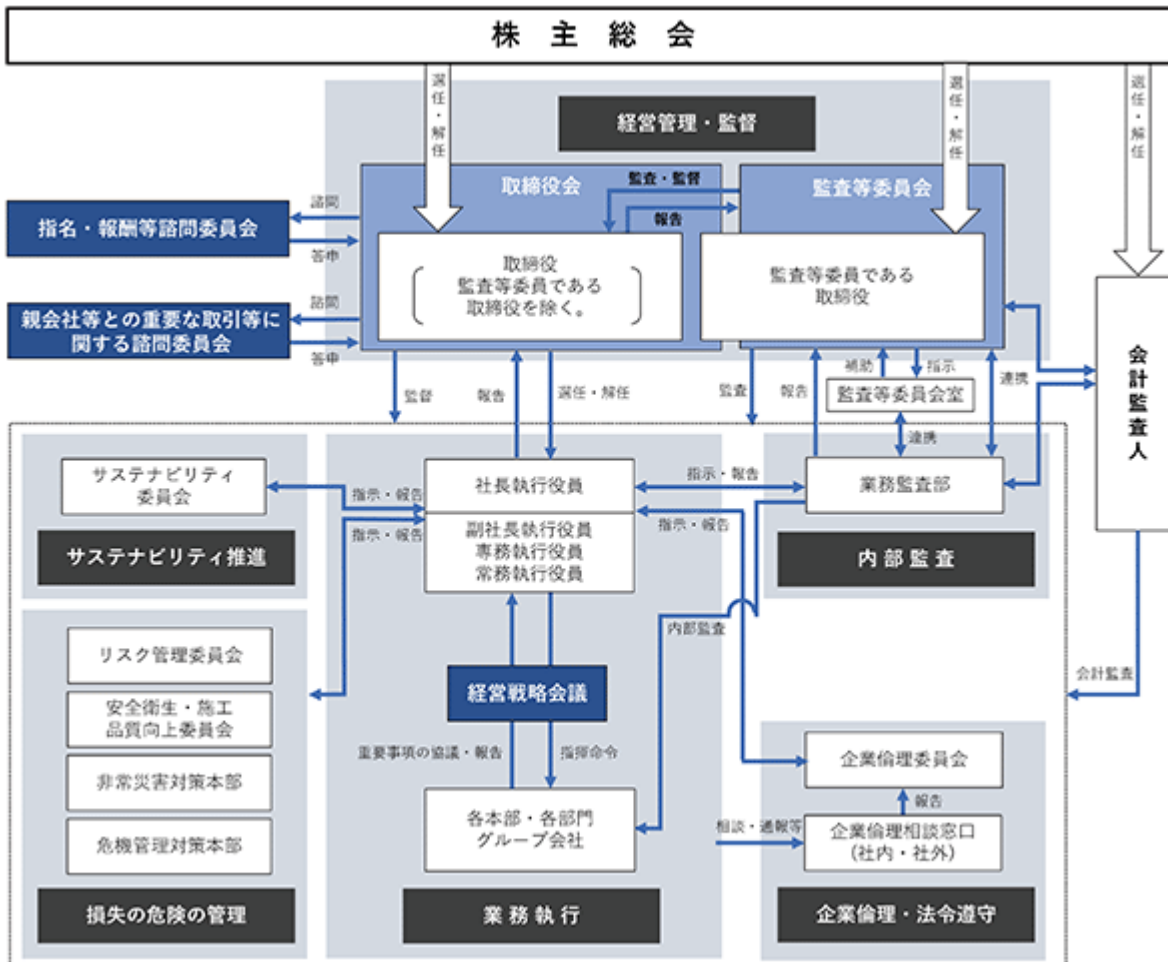 株主総会
選任・解任
選任・解任
選任・解任
経営管理・監督
取締役会
監査・監督
報告
監査等委員会
諮問
指名・報酬等諮問委員会
答申
取締役
監査等委員である
取締役を除く。
監査等委員である
取締役
諮問
親会社等との重要な取引等に
関する諮問委員会
答申
会計監査人
監督
報告
選任・解任
監査
報告
補助
指示
連携
監査等委員会室
連携
サステナビリティ
委員会
指示・報告
指示・報告
サステナビリティ推進
社長執行役員
副社長執行役員
専務執行役員
常務執行役員
指示・報告
指示・報告
業務監査部
内部監査
内部監査
会計監査
リスク管理委員会
安全衛生・施工
品質向上委員会
非常災害対策本部
危機管理対策本部
損失の危険の管理
経営戦略会議
重要事項の協議・報告
指揮命令
各本部・各部門
グループ会社
業務執行
企業倫理委員会
報告
相談・通報等
企業倫理相談窓口
(社内・社外)
企業倫理・法令遵守